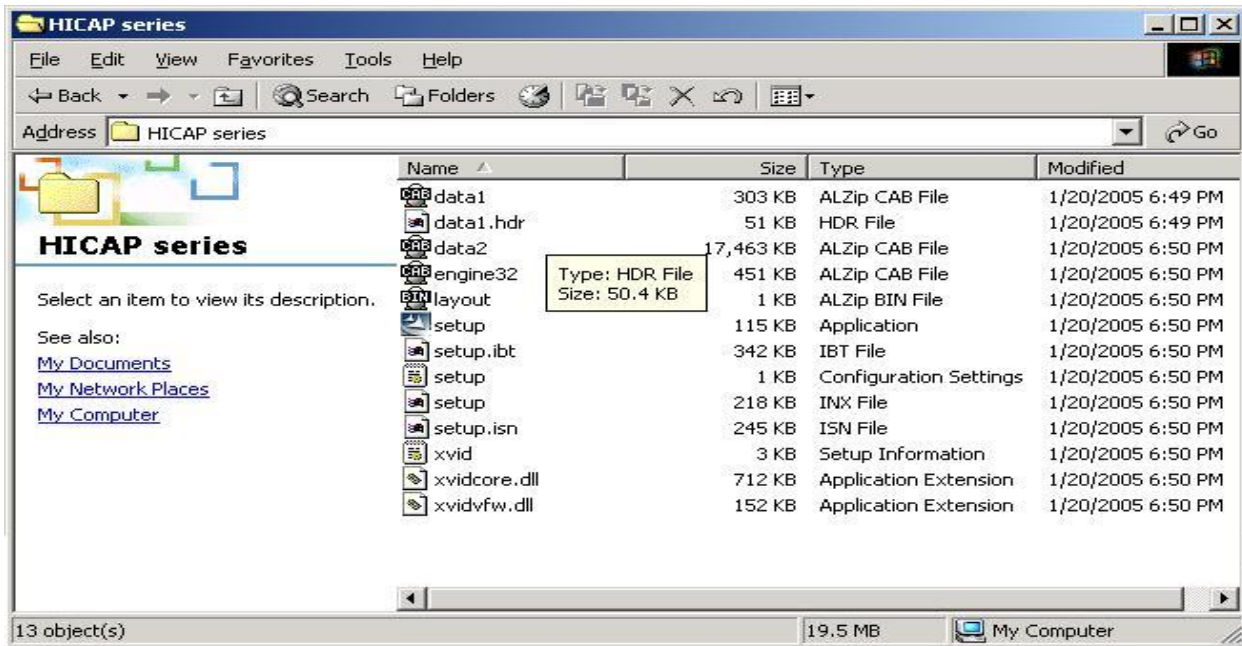 HICAP series
File Edit View Favorites Tools Help
Back Search Folders
Address HICAP series Go
HICAP series
Select an item to view its description.
See also:
My Documents
My Network Places
My Computer
Name Size Type Modified
data1 303 KB ALZip CAB File 1/20/2005 6:49 PM
data1.hdr 51 KB HDR File 1/20/2005 6:49 PM
data2 17,463 KB ALZip CAB File 1/20/2005 6:50 PM
engine32 451 KB ALZip CAB File 1/20/2005 6:50 PM
layout 1 KB ALZip BIN File 1/20/2005 6:50 PM
setup 115 KB Application 1/20/2005 6:50 PM
setup.ibt 342 KB IBT File 1/20/2005 6:50 PM
setup 1 KB Configuration Settings 1/20/2005 6:50 PM
setup 218 KB INX File 1/20/2005 6:50 PM
setup.isn 245 KB ISN File 1/20/2005 6:50 PM
xvid 3 KB Setup Information 1/20/2005 6:50 PM
xvidcore.dll 712 KB Application Extension 1/20/2005 6:50 PM
xvidvfw.dll 152 KB Application Extension 1/20/2005 6:50 PM
Type: HDR File
Size: 50.4 KB
13 object(s) 19.5 MB My Computer